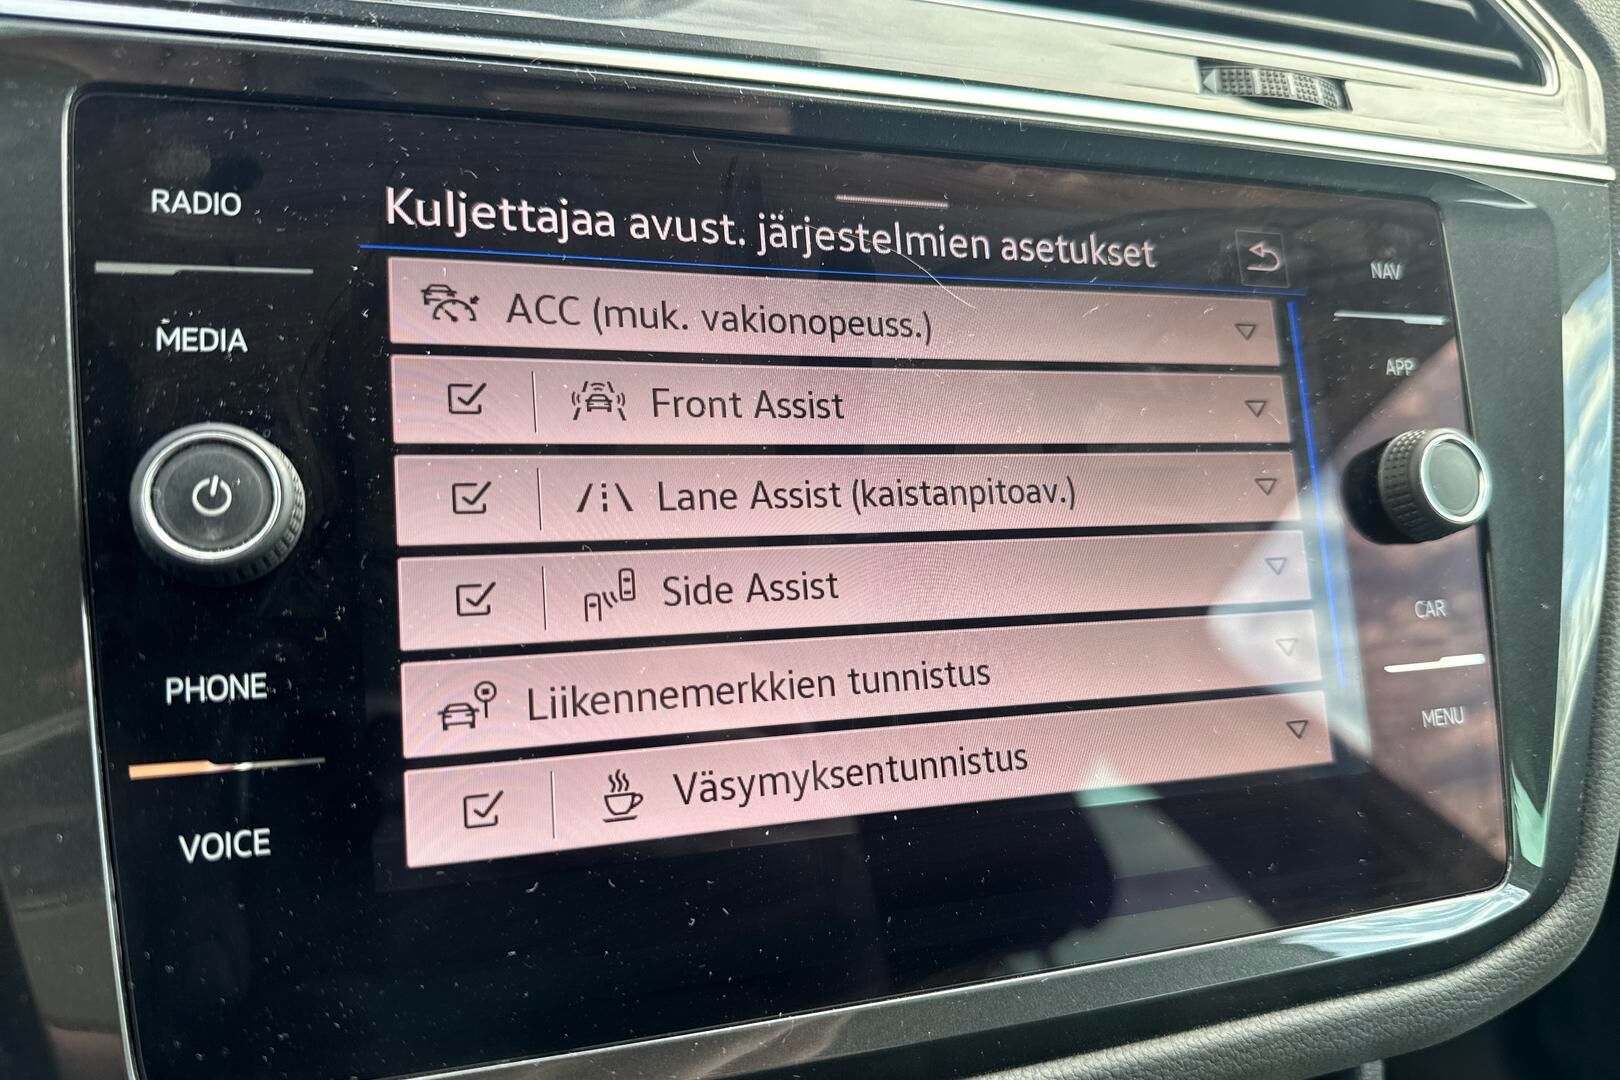 RADIO
MEDIA
PHONE
VOICE
Kuljettajaa avust. järjestelmien asetukset
ACC (muk. vakionopeuss.)
Front Assist
Lane Assist (kaistanpitoav.)
Side Assist
Liikennemerkkien tunnistus
Väsymyksentunnistus
NAV
APP
CAR
MENU